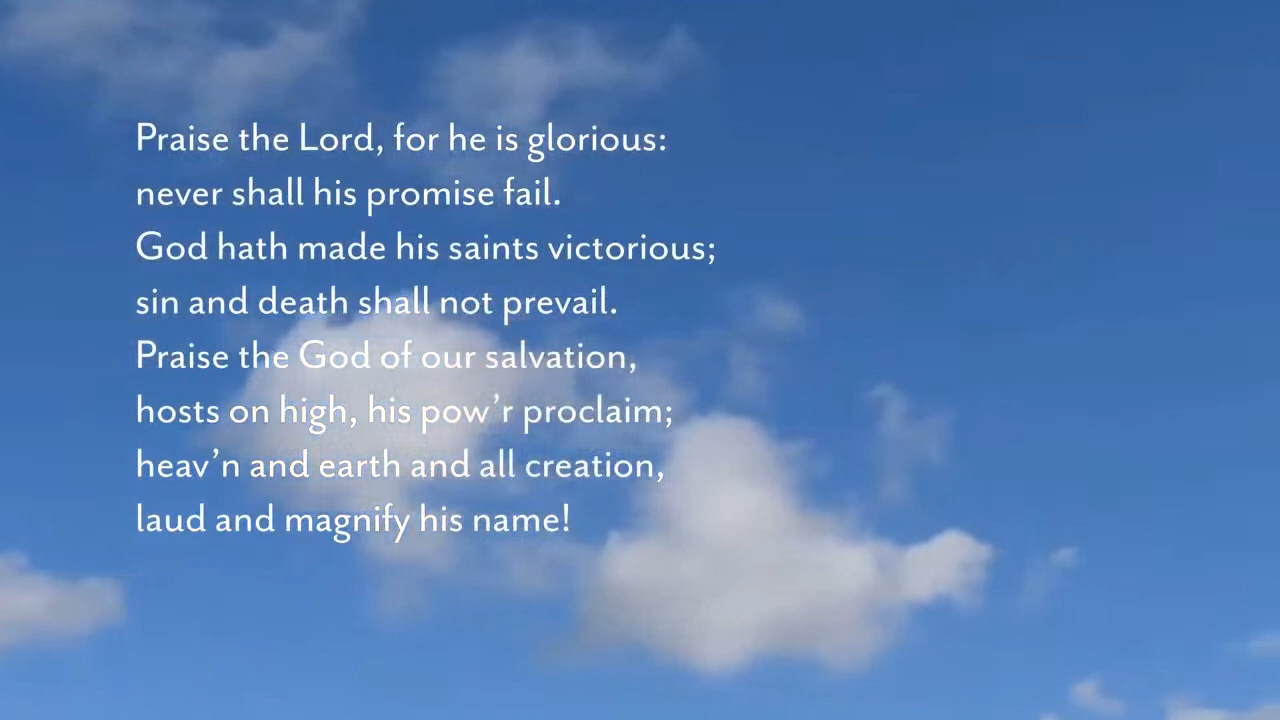 Praise the Lord, for he is glorious:
never shall his promise fail.
God hath made his saints victorious;
sin and death shall not prevail.
Praise the God of our salvation,
hosts on high, his pow’r proclaim;
heav’n and earth and all creation,
laud and magnify his name!